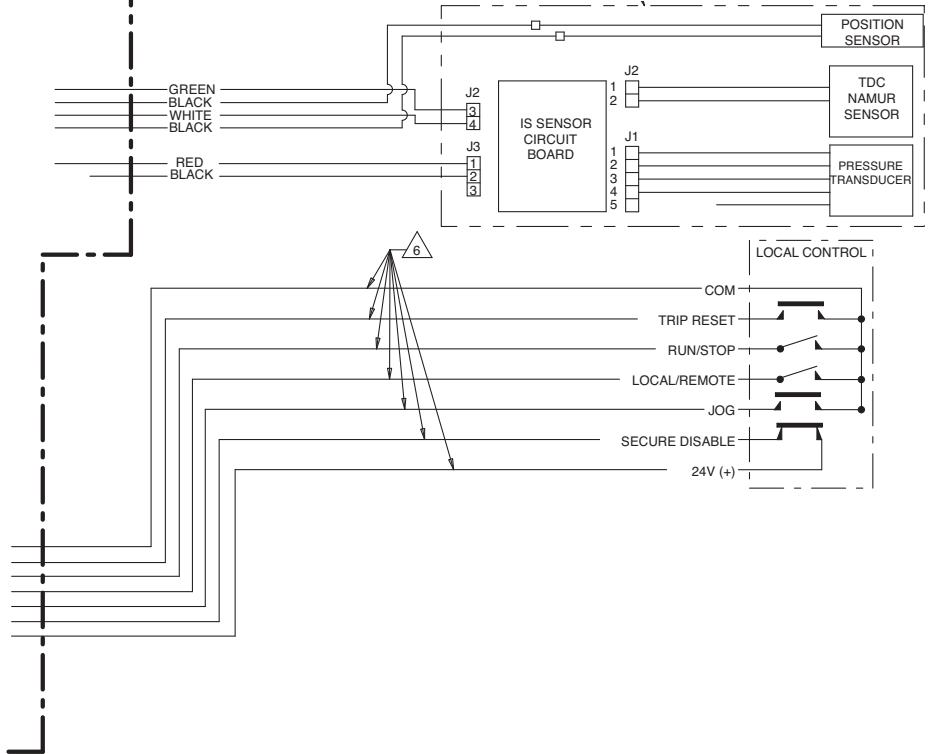 POSITION
SENSOR
GREEN
BLACK
WHITE
BLACK
J2
3
4
IS SENSOR
CIRCUIT
BOARD
J2
1
2
TDC
NAMUR
SENSOR
RED
BLACK
J3
1
2
3
J1
1
2
3
4
5
PRESSURE
TRANSDUCER
6
LOCAL CONTROL
COM
TRIP RESET
RUN/STOP
LOCAL/REMOTE
JOG
SECURE DISABLE
24V (+)